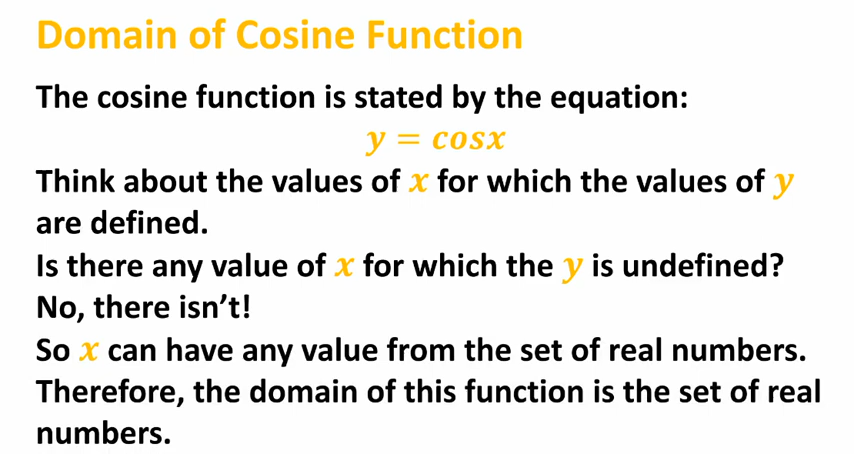 Domain of Cosine Function
The cosine function is stated by the equation:
y = cosx
Think about the values of x for which the values of y
are defined.
Is there any value of x for which the y is undefined?
No, there isn’t!
So x can have any value from the set of real numbers.
Therefore, the domain of this function is the set of real
numbers.